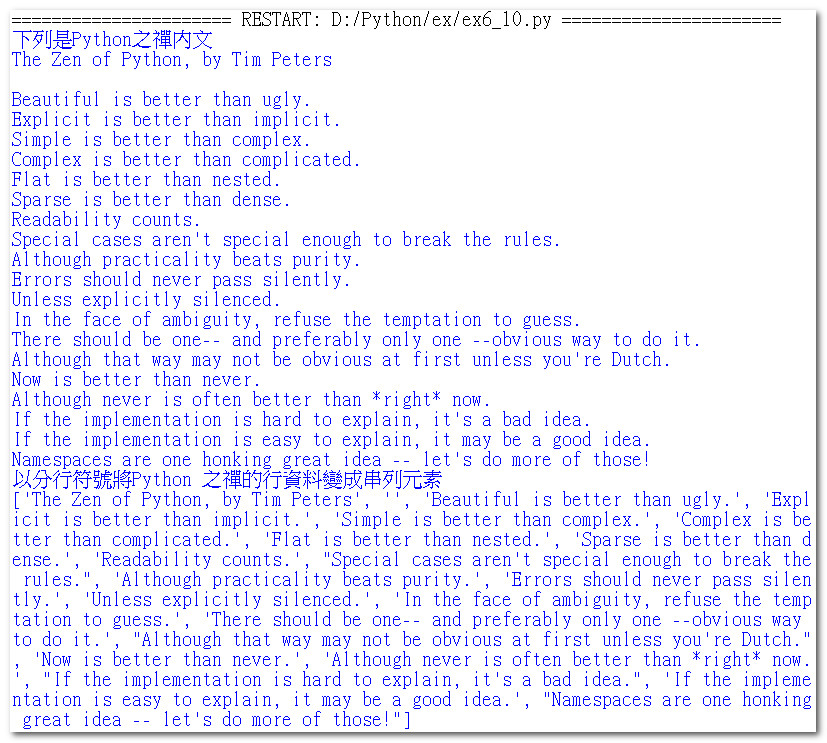 ====================== RESTART: D:/Python/ex/ex6_10.py ======================
下列是Python之禪内文
The Zen of Python, by Tim Peters

Beautiful is better than ugly.
Explicit is better than implicit.
Simple is better than complex.
Complex is better than complicated.
Flat is better than nested.
Sparse is better than dense.
Readability counts.
Special cases aren't special enough to break the rules.
Although practicality beats purity.
Errors should never pass silently.
Unless explicitly silenced.
In the face of ambiguity, refuse the temptation to guess.
There should be one-- and preferably only one --obvious way to do it.
Although that way may not be obvious at first unless you're Dutch.
Now is better than never.
Although never is often better than *right* now.
If the implementation is hard to explain, it's a bad idea.
If the implementation is easy to explain, it may be a good idea.
Namespaces are one honking great idea -- let's do more of those!
以分行符號將Python 之禪的行資料變成串列元素
['The Zen of Python, by Tim Peters', '', 'Beautiful is better than ugly.', 'Expl
icit is better than implicit.', 'Simple is better than complex.', 'Complex is be
tter than complicated.', 'Flat is better than nested.', 'Sparse is better than d
ense.', 'Readability counts.', "Special cases aren't special enough to break the
 rules.", 'Although practicality beats purity.', 'Errors should never pass silen
tly.', 'Unless explicitly silenced.', 'In the face of ambiguity, refuse the temp
tation to guess.', 'There should be one-- and preferably only one --obvious way 
to do it.', "Although that way may not be obvious at first unless you're Dutch."
, 'Now is better than never.', 'Although never is often better than *right* now.
', "If the implementation is hard to explain, it's a bad idea.", 'If the impleme
ntation is easy to explain, it may be a good idea.', "Namespaces are one honking
 great idea -- let's do more of those!"]